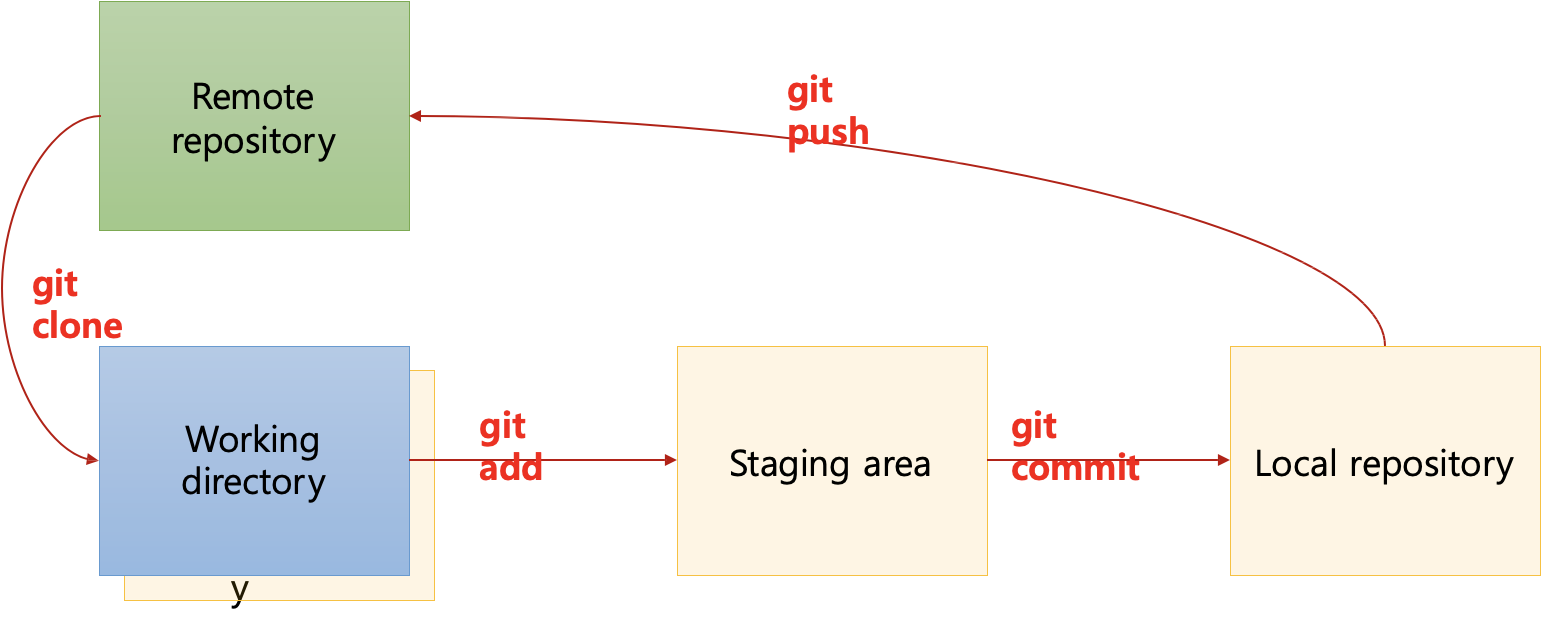 Remote
repository
git
push
git
clone
Working
directory
git
add
Staging area
git
commit
Local repository
y